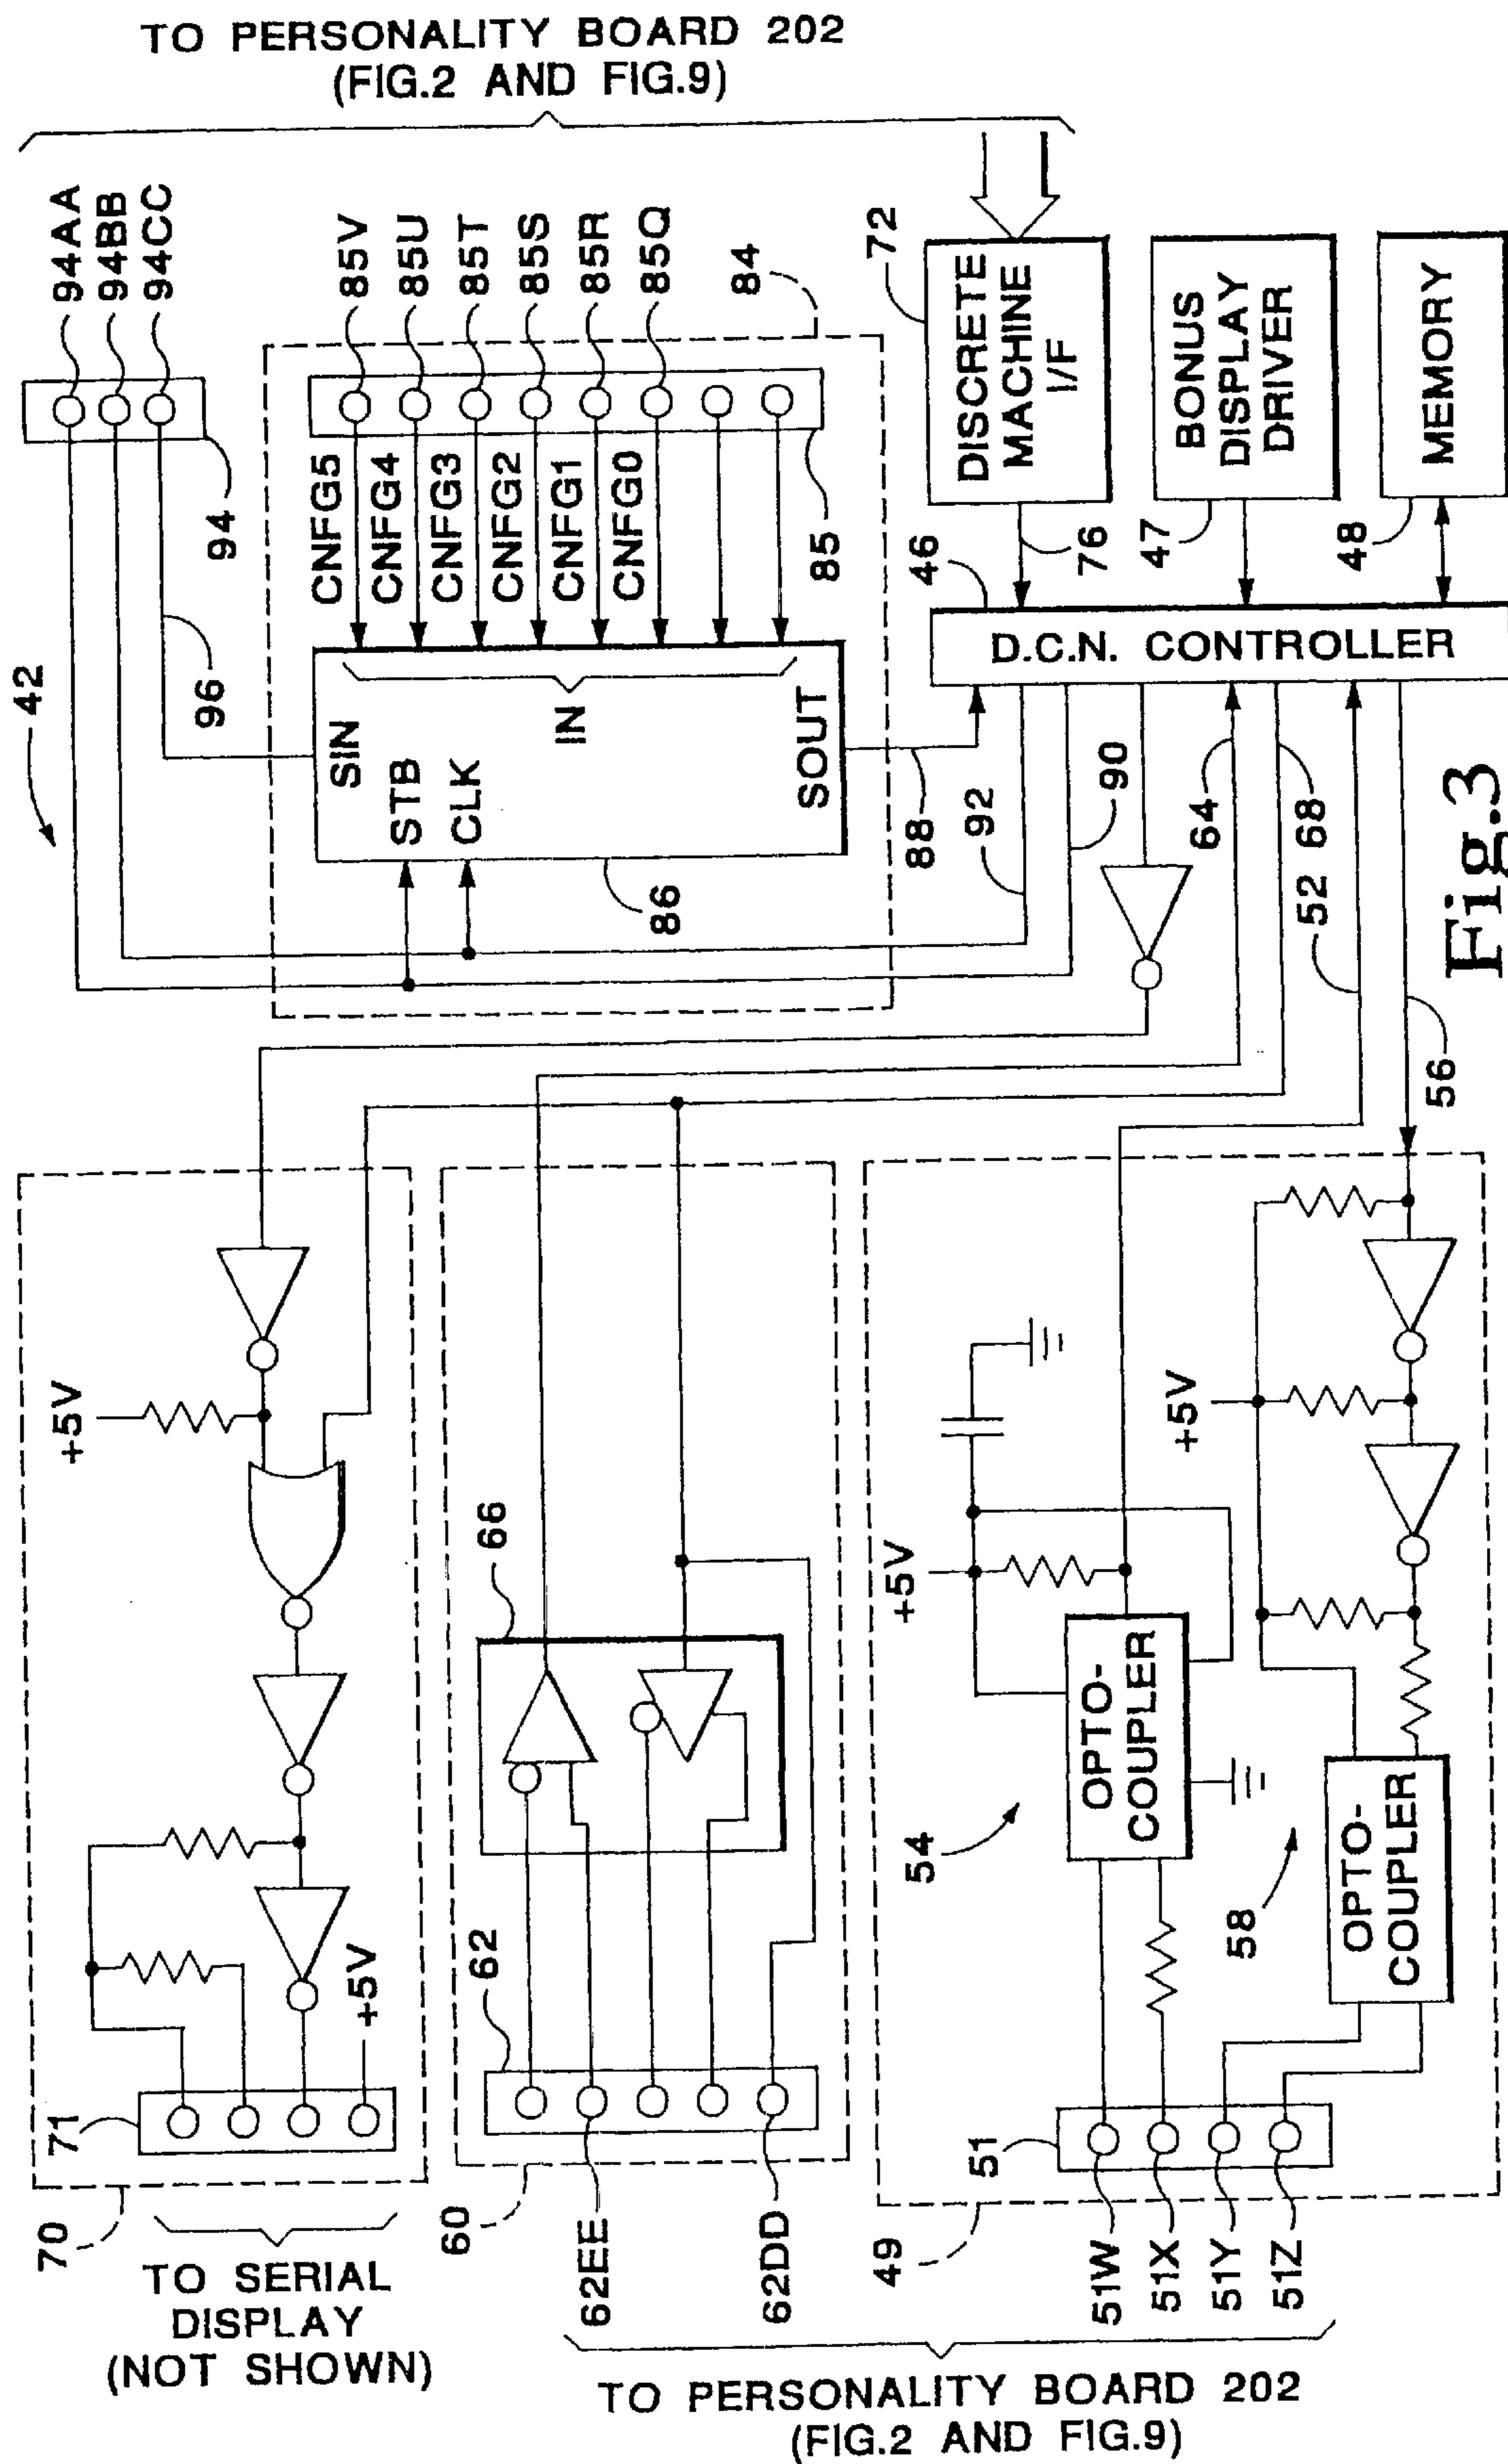 TO PERSONALITY BOARD 202
(FIG.2 AND FIG.9)
94AA
94BB
94CC
94
96
42
85V
85U
85T
85S
85R
85Q
84
CNFG5
CNFG4
CNFG3
CNFG2
CNFG1
CNFG0
85
SIN
STB
CLK
IN
SOUT
86
88
72
DISCRETE
MACHINE
I/F
76
BONUS
DISPLAY
DRIVER
47
MEMORY
48
46
D.C.N. CONTROLLER
92
90
64
68
52
56
Fig.3
+5V
+5V
71
70
TO SERIAL
DISPLAY
(NOT SHOWN)
66
62
60
62EE
62DD
+5V
OPTO-
COUPLER
54
+5V
OPTO-
COUPLER
58
51
49
51W
51X
51Y
51Z
TO PERSONALITY BOARD 202
(FIG.2 AND FIG.9)